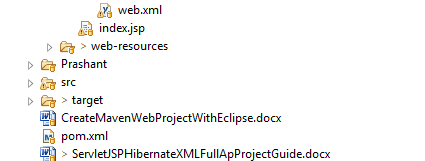 web.xml
index.jsp
> web-resources
Prashant
src
> target
CreateMavenWebProjectWithEclipse.docx
pom.xml
> ServletJSPHibernateXMLFullApProjectGuide.docx